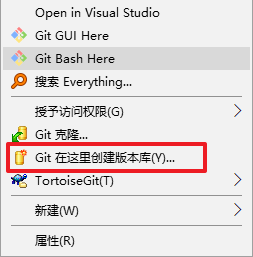 Open in Visual Studio
Git GUI Here
Git Bash Here
搜索 Everything...
授予访问权限(G)
Git 克隆...
Git 在这里创建版本库(Y)...
TortoiseGit(T)
新建(W)
属性(R)